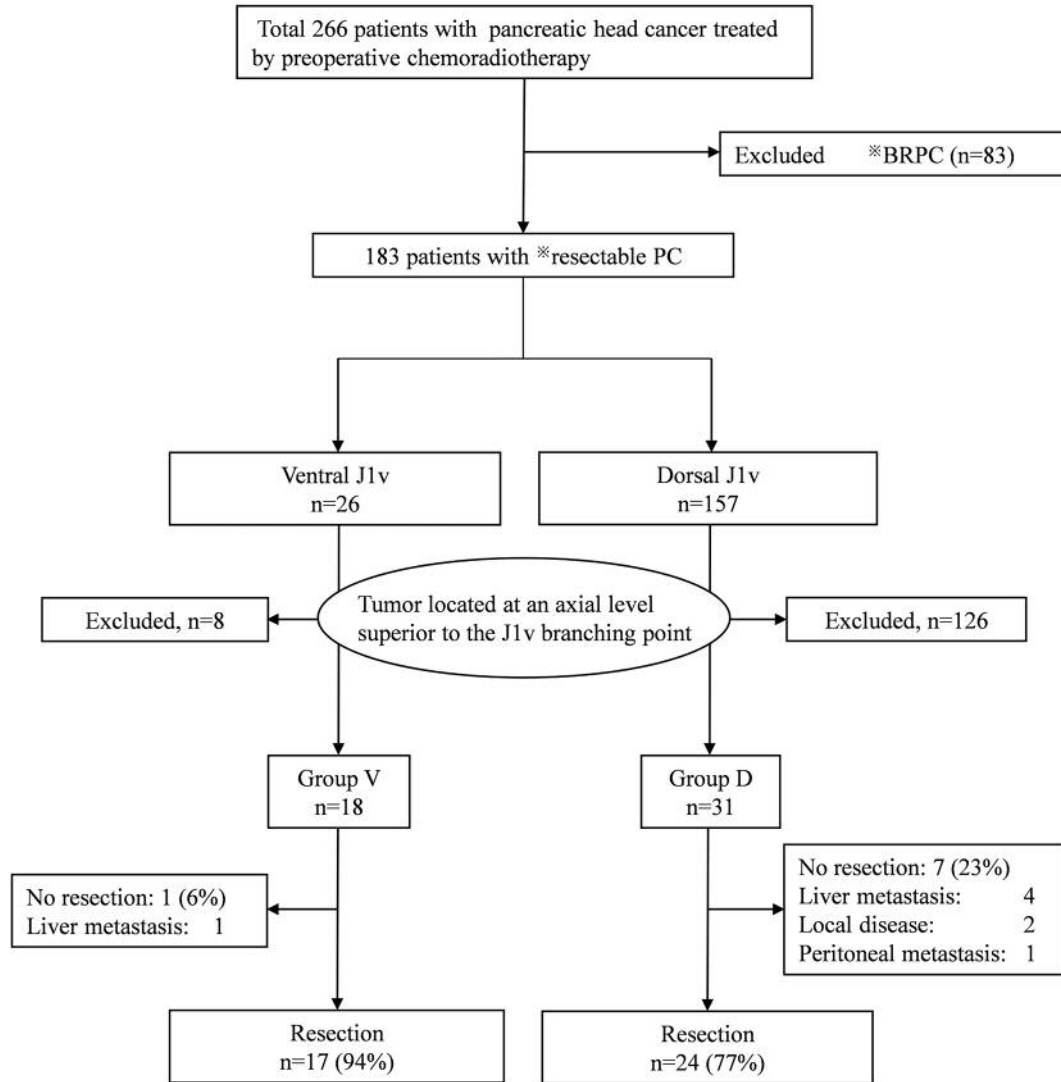 Total 266 patients with pancreatic head cancer treated
by preoperative chemoradiotherapy
Excluded ※BRPC (n=83)
183 patients with ※resectable PC
Ventral J1v
n=26
Dorsal J1v
n=157
Excluded, n=8
Tumor located at an axial level
superior to the J1v branching point
Excluded, n=126
Group V
n=18
Group D
n=31
No resection: 1 (6%)
Liver metastasis: 1
No resection: 7 (23%)
Liver metastasis: 4
Local disease: 2
Peritoneal metastasis: 1
Resection
n=17 (94%)
Resection
n=24 (77%)